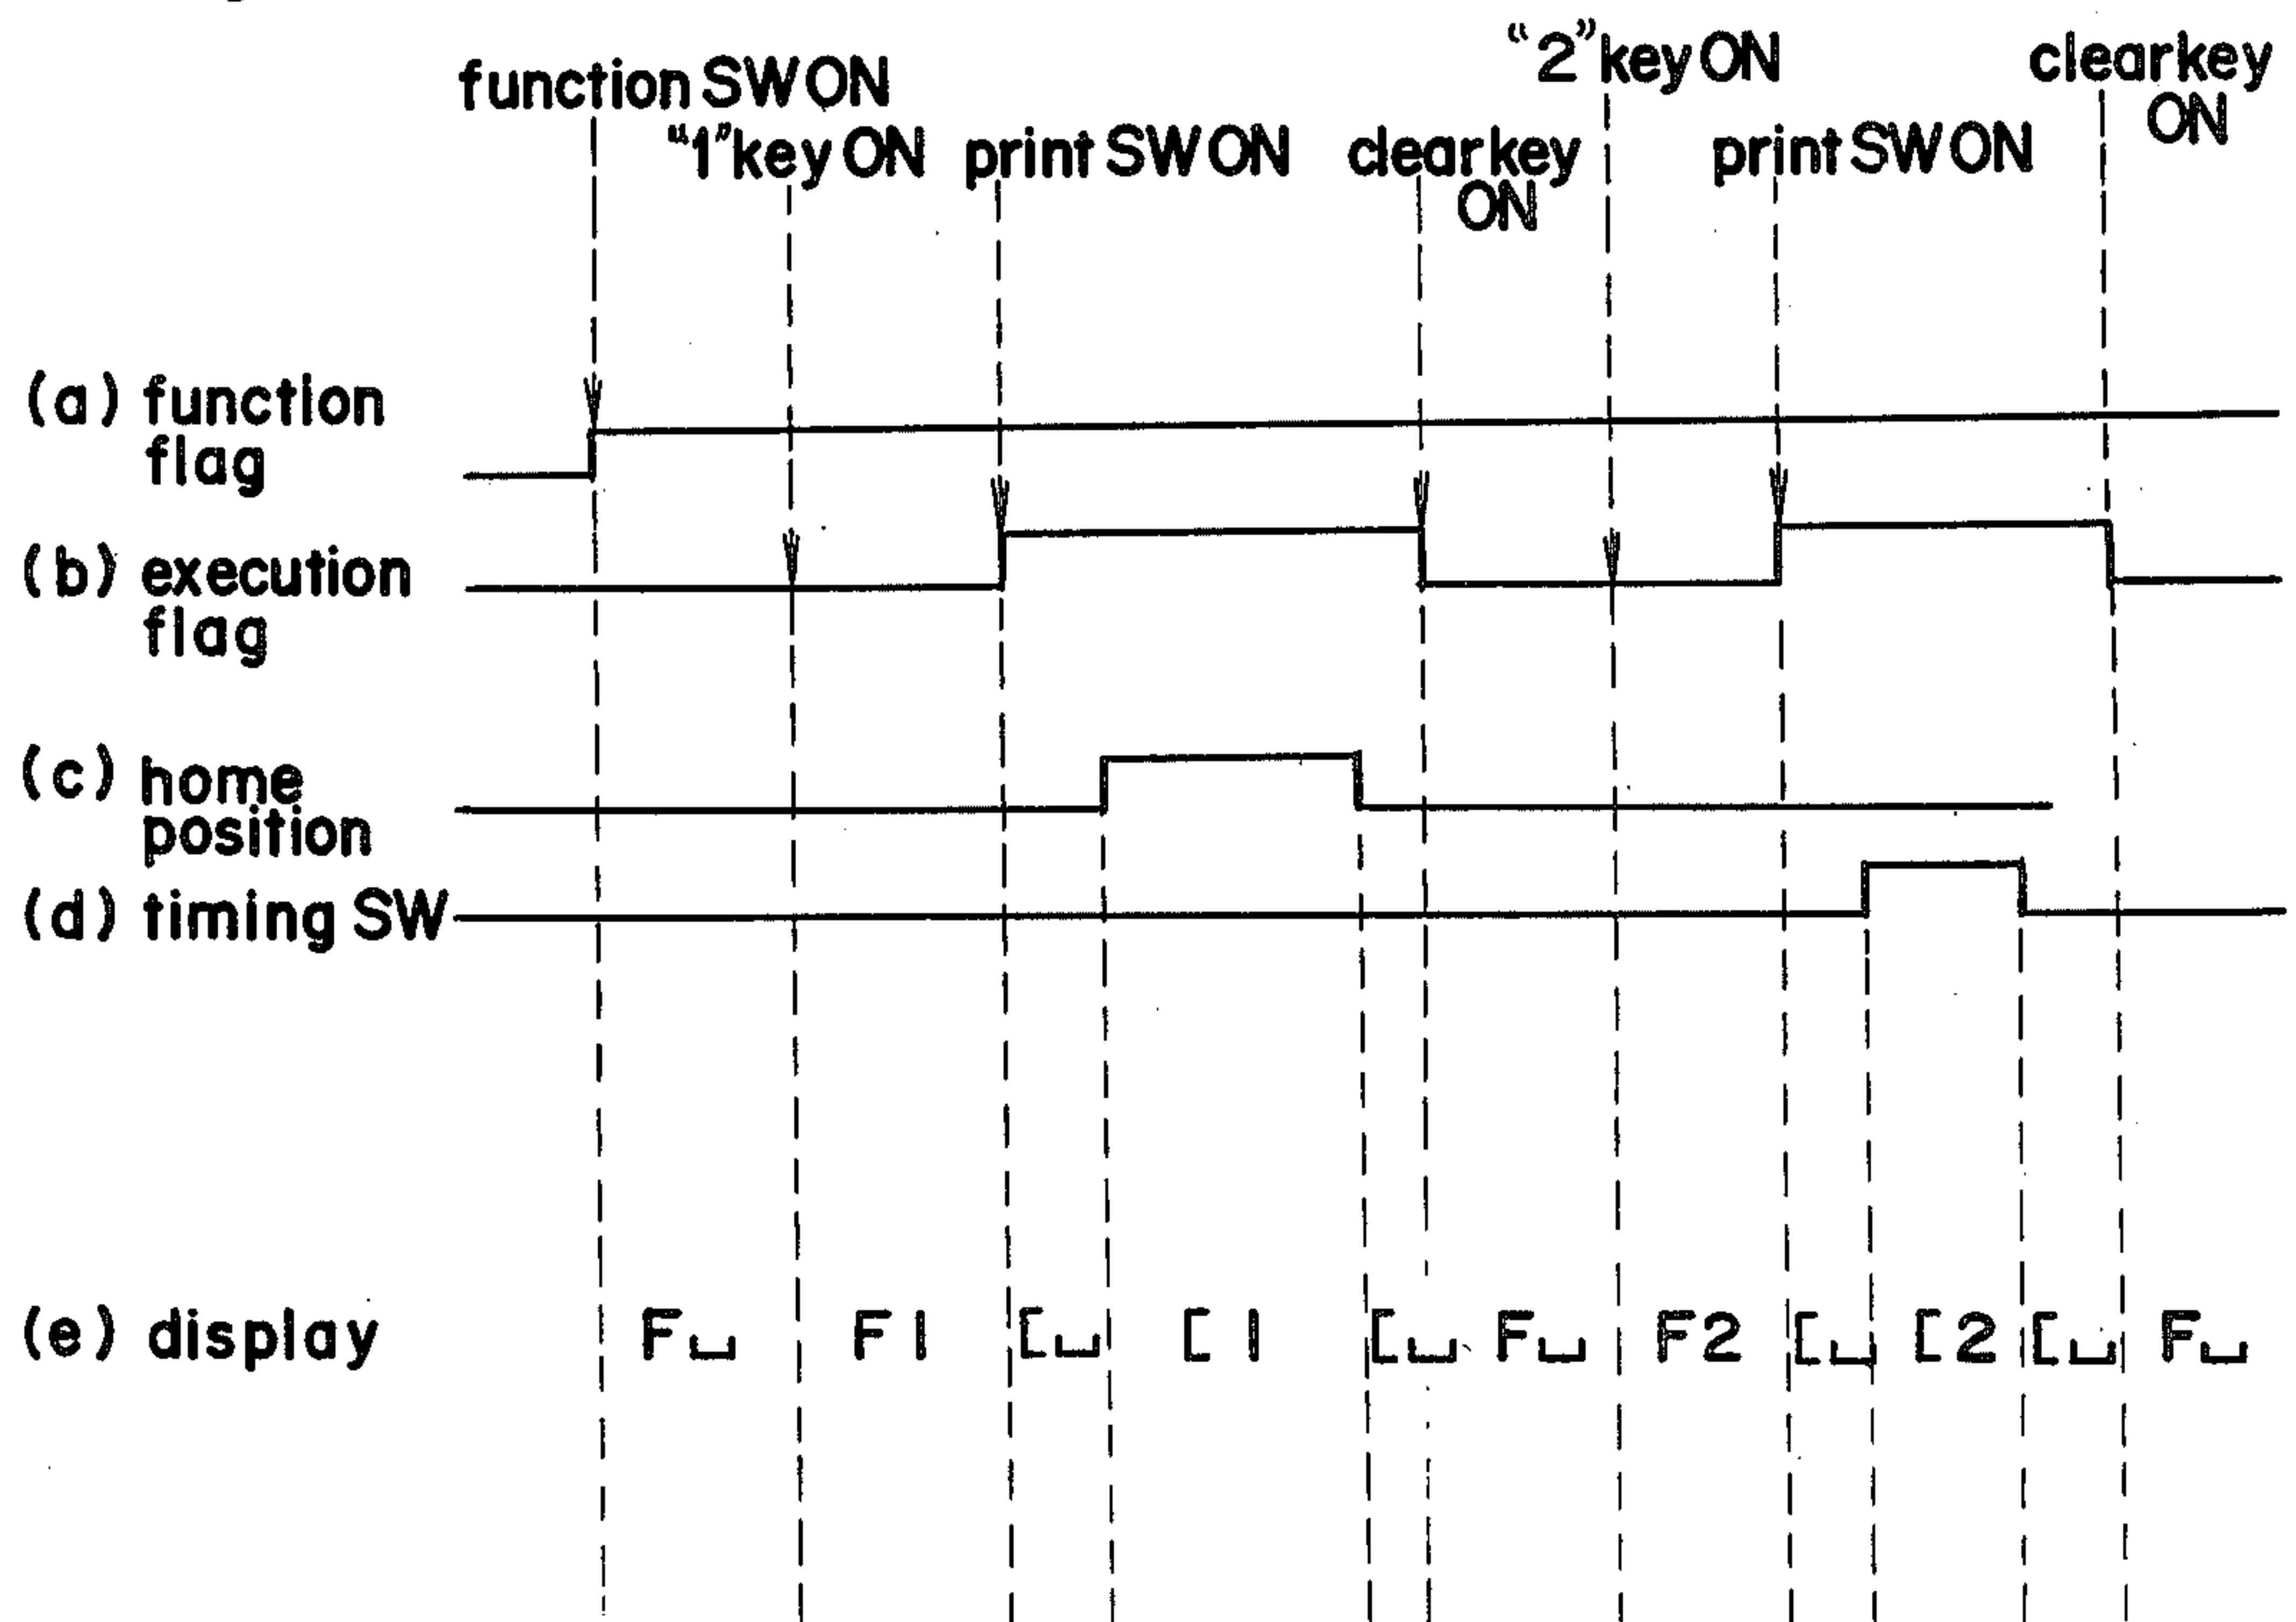 function SW ON
"1" key ON
print SW ON
clear key
ON
"2" key ON
print SW ON
clear key
ON
(a) function
flag
(b) execution
flag
(c) home
position
(d) timing SW
(e) display
F␣ F1 [␣ [1 [␣ F␣ F2 [␣ [2 [␣ F␣